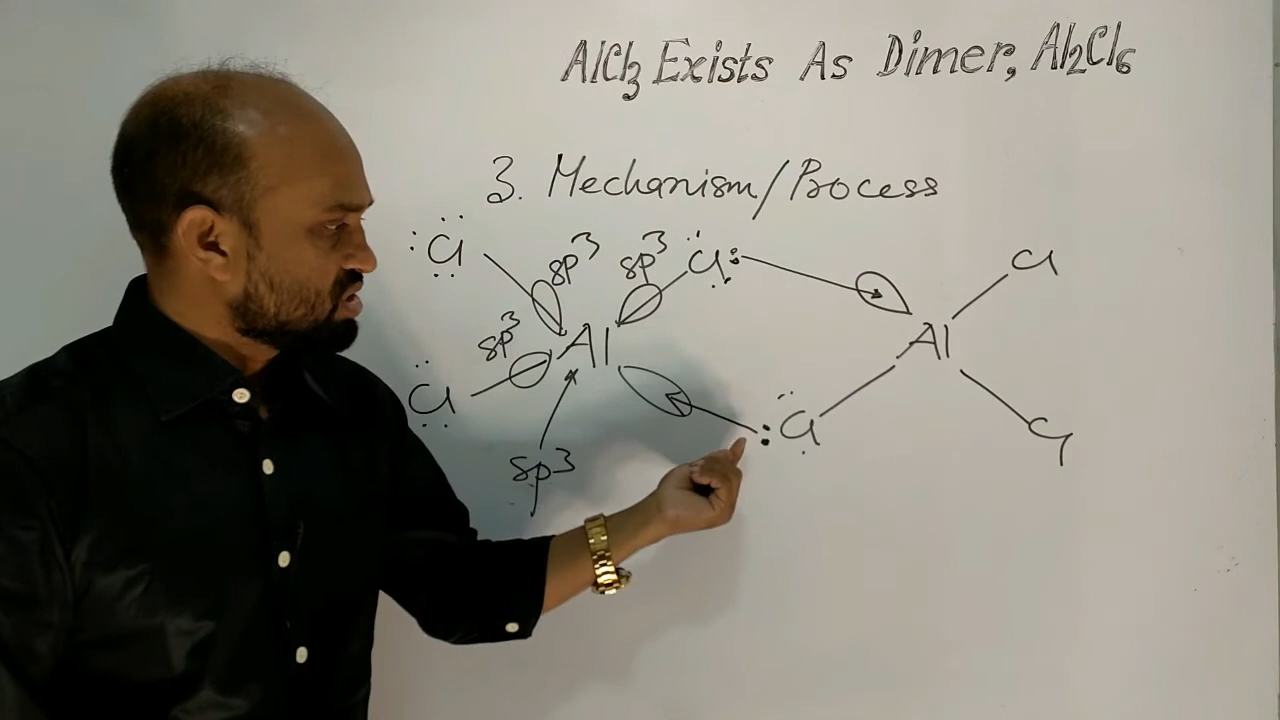 AlCl3 Exists As Dimer, Al2Cl6
3. Mechanism/Process
Cl sp3 sp3 Cl Cl
sp3 Al Al
Cl Cl Cl
sp3